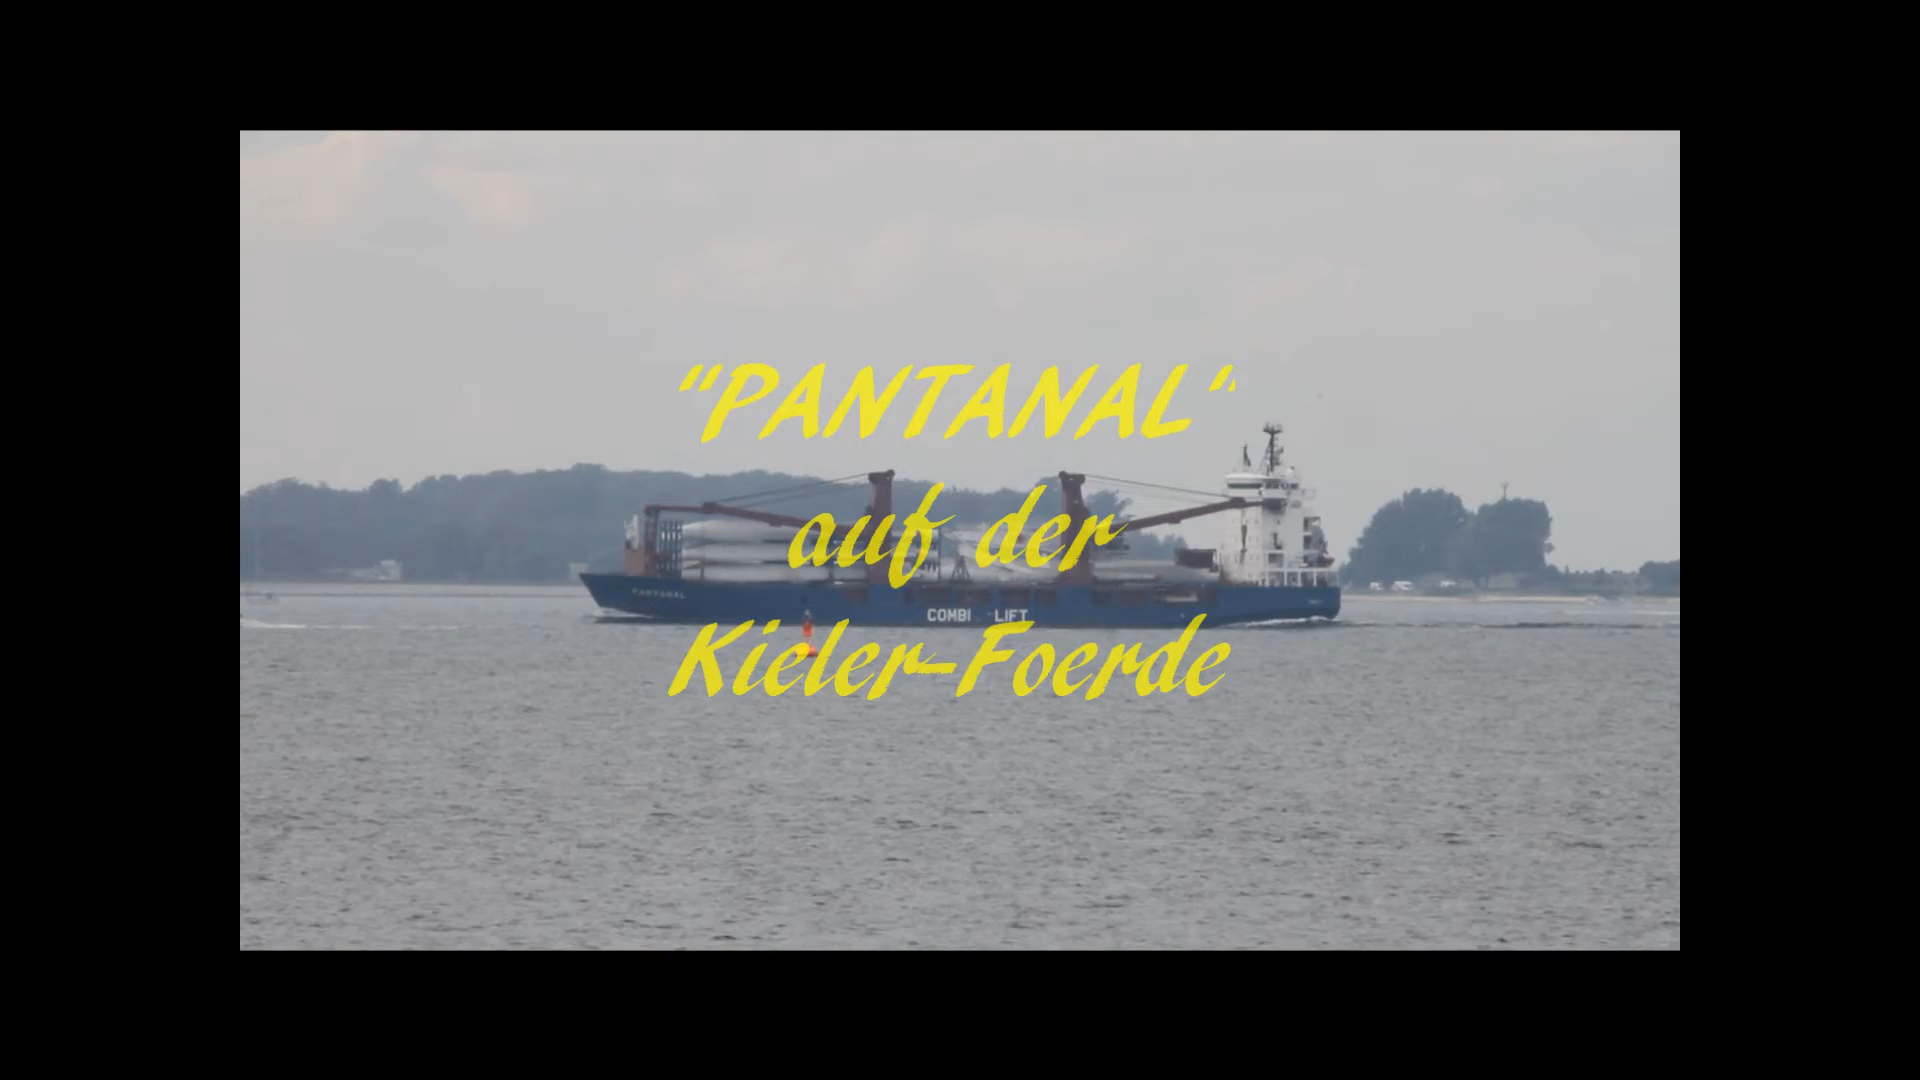 "PANTANAL"
auf der
Kieler-Foerde
PANTANAL
COMBI LIFT